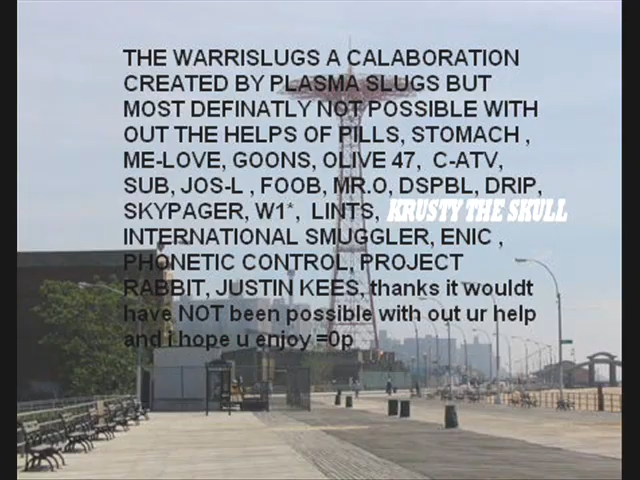 THE WARRISLUGS A CALABORATION
CREATED BY PLASMA SLUGS BUT
MOST DEFINATLY NOT POSSIBLE WITH
OUT THE HELPS OF PILLS, STOMACH ,
ME-LOVE, GOONS, OLIVE 47, C-ATV,
SUB, JOS-L , FOOB, MR.O, DSPBL, DRIP,
SKYPAGER, W1*, LINTS, KRUSTY THE SKULL
INTERNATIONAL SMUGGLER, ENIC ,
PHONETIC CONTROL, PROJECT
RABBIT, JUSTIN KEES, thanks it wouldt
have NOT been possible with out ur help
and i hope u enjoy =0p